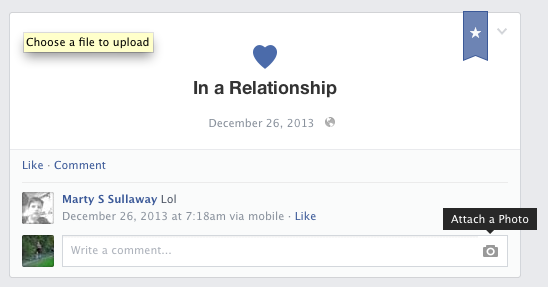 Choose a file to upload
In a Relationship
December 26, 2013
Like · Comment
Marty S Sullaway Lol
December 26, 2013 at 7:18am via mobile · Like
Attach a Photo
Write a comment...